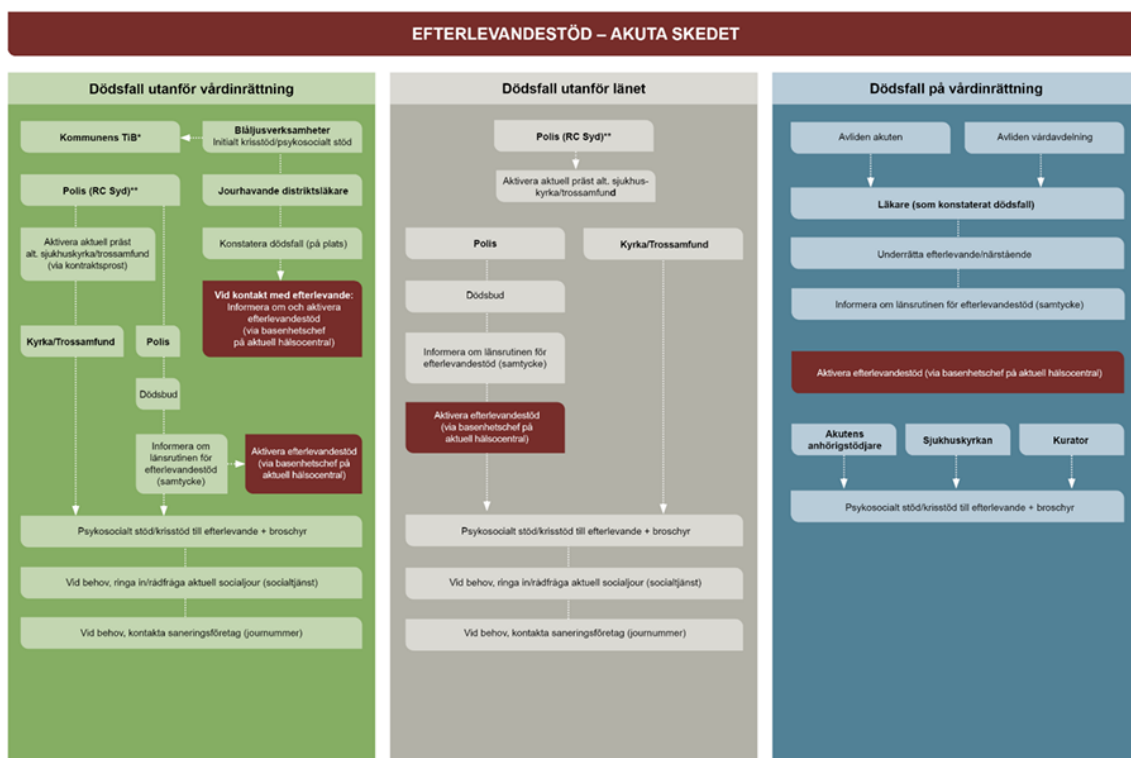 EFTERLEVANDESTÖD – AKUTA SKEDET
Dödsfall utanför vårdinrättning
Kommunens TiB*
Blåljusverksamheter
Initialt krisstöd/psykosocialt stöd
Polis (RC Syd)**
Jourhavande distriktsläkare
Aktivera aktuell präst
alt. sjukhuskyrka/trossamfund
(via kontraktsprost)
Konstatera dödsfall (på plats)
Vid kontakt med efterlevande:
Informera om och aktivera
efterlevandestöd
(via basenhetschef
på aktuell hälsocentral)
Kyrka/Trossamfund
Polis
Dödsbud
Informera om
länsrutinen för
efterlevandestöd
(samtycke)
Aktivera efterlevandestöd
(via basenhetschef på
aktuell hälsocentral)
Psykosocialt stöd/krisstöd till efterlevande + broschyr
Vid behov, ringa in/rådfråga aktuell socialjour (socialtjänst)
Vid behov, kontakta saneringsföretag (journummer)
Dödsfall utanför länet
Polis (RC Syd)**
Aktivera aktuell präst alt. sjukhus-
kyrka/trossamfund
Polis
Kyrka/Trossamfund
Dödsbud
Informera om länsrutinen för
efterlevandestöd (samtycke)
Aktivera efterlevandestöd
(via basenhetschef på
aktuell hälsocentral)
Psykosocialt stöd/krisstöd till efterlevande + broschyr
Vid behov, ringa in/rådfråga aktuell socialjour (socialtjänst)
Vid behov, kontakta saneringsföretag (journummer)
Dödsfall på vårdinrättning
Avliden akuten
Avliden vårdavdelning
Läkare (som konstaterat dödsfall)
Underrätta efterlevande/närstående
Informera om länsrutinen för efterlevandestöd (samtycke)
Aktivera efterlevandestöd (via basenhetschef på aktuell hälsocentral)
Akutens
anhörigstödjare
Sjukhuskyrkan
Kurator
Psykosocialt stöd/krisstöd till efterlevande + broschyr